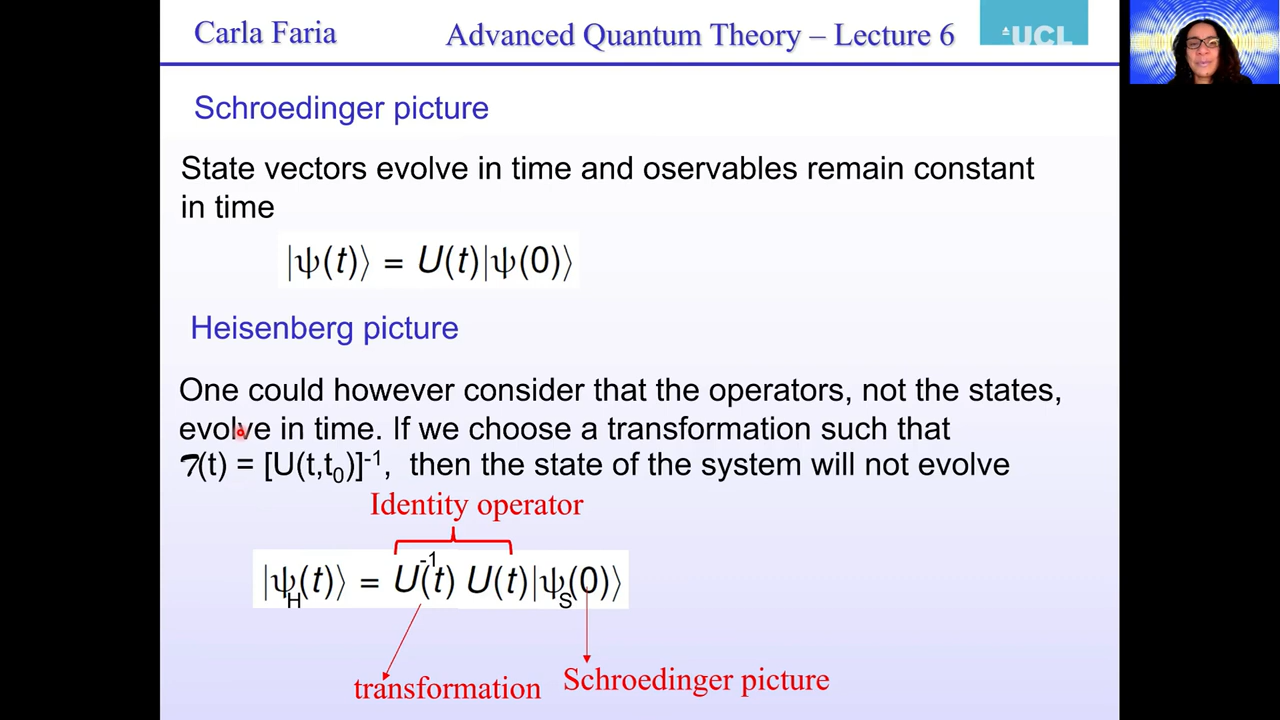 Carla Faria
Advanced Quantum Theory – Lecture 6
UCL
Schroedinger picture
State vectors evolve in time and oservables remain constant
in time
|ψ(t)⟩ = U(t)|ψ(0)⟩
Heisenberg picture
One could however consider that the operators, not the states,
evolve in time. If we choose a transformation such that
(t) = [U(t,t₀)]⁻¹, then the state of the system will not evolve
Identity operator
|ψ_H(t)⟩ = U⁻¹(t) U(t)|ψ_S(0)⟩
transformation
Schroedinger picture